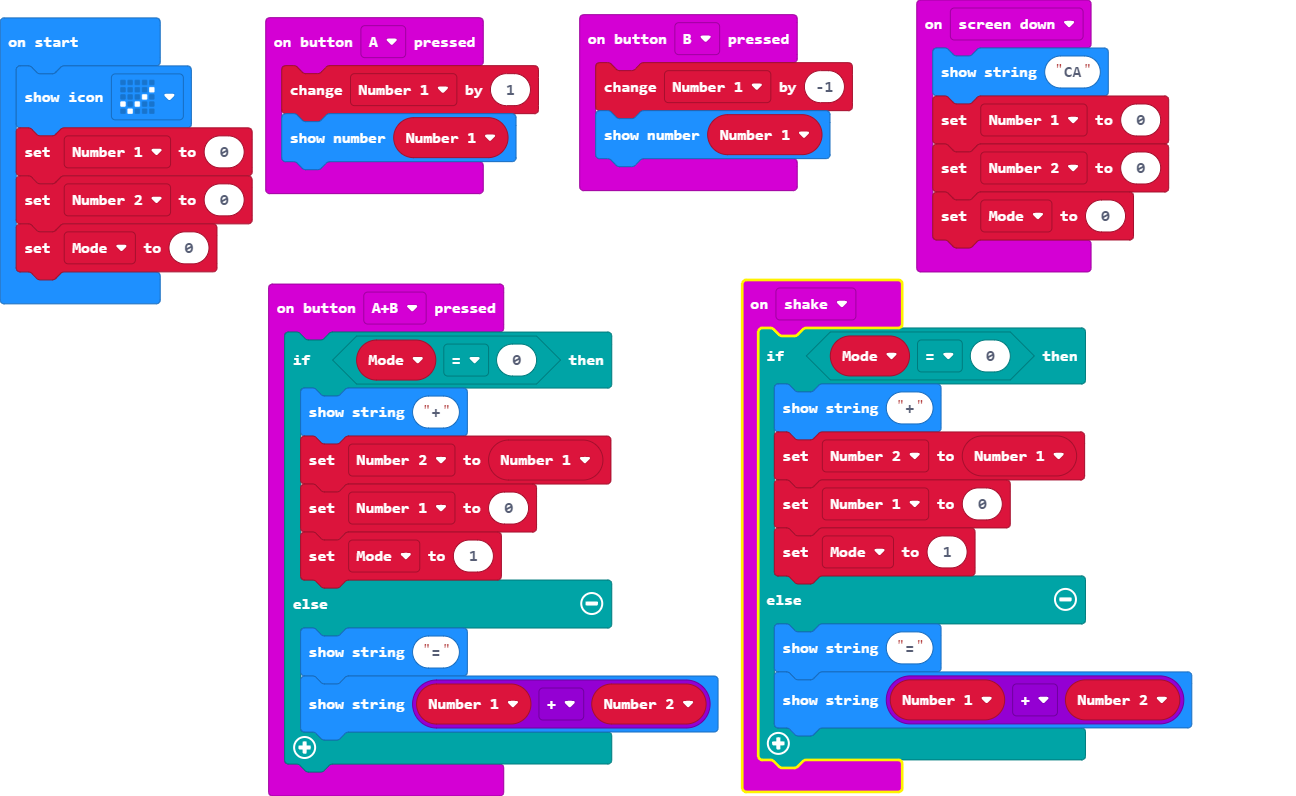 on start
show icon
set Number 1 to 0
set Number 2 to 0
set Mode to 0
on button A pressed
change Number 1 by 1
show number Number 1
on button B pressed
change Number 1 by -1
show number Number 1
on screen down
show string "CA"
set Number 1 to 0
set Number 2 to 0
set Mode to 0
on button A+B pressed
if Mode = 0 then
show string "+"
set Number 2 to Number 1
set Number 1 to 0
set Mode to 1
else
show string "="
show string Number 1 + Number 2
on shake
if Mode = 0 then
show string "+"
set Number 2 to Number 1
set Number 1 to 0
set Mode to 1
else
show string "="
show string Number 1 + Number 2